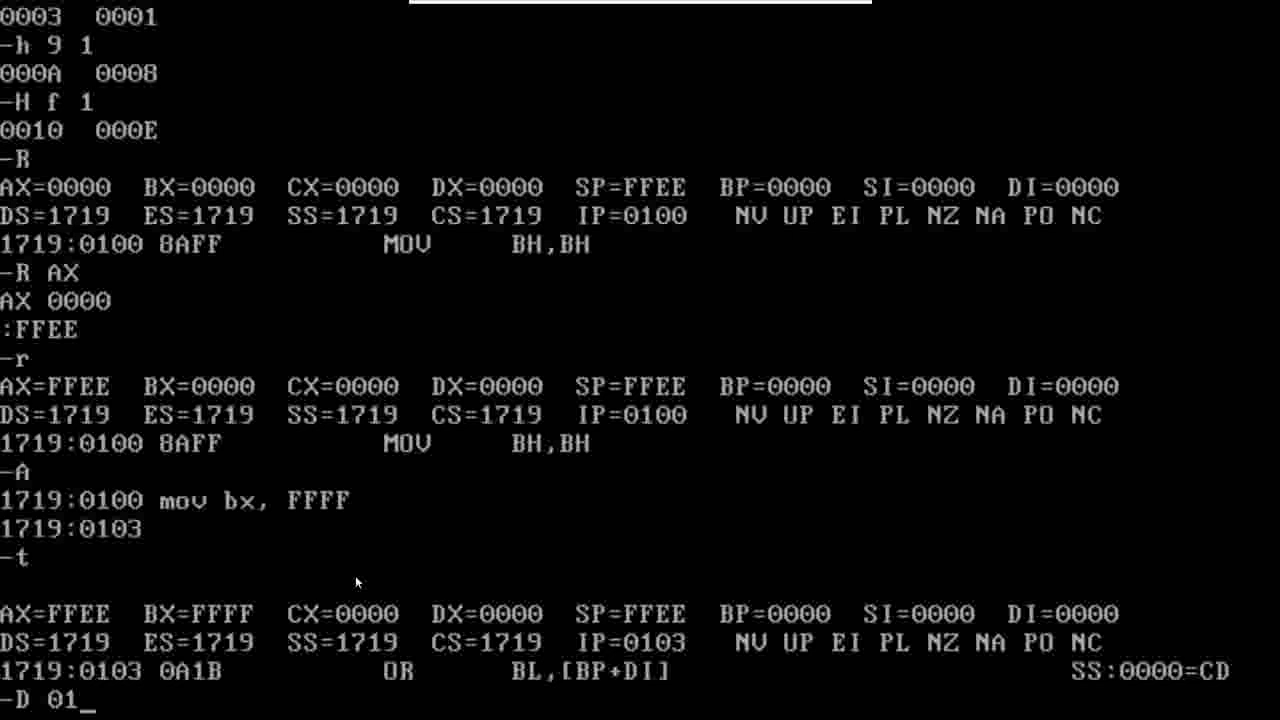 0003  0001
-h 9 1
000A  0008
-H f 1
0010  000E
-R
AX=0000  BX=0000  CX=0000  DX=0000  SP=FFEE  BP=0000  SI=0000  DI=0000
DS=1719  ES=1719  SS=1719  CS=1719  IP=0100   NV UP EI PL NZ NA PO NC
1719:0100 8AFF          MOV     BH,BH
-R AX
AX 0000
:FFEE
-r
AX=FFEE  BX=0000  CX=0000  DX=0000  SP=FFEE  BP=0000  SI=0000  DI=0000
DS=1719  ES=1719  SS=1719  CS=1719  IP=0100   NV UP EI PL NZ NA PO NC
1719:0100 8AFF          MOV     BH,BH
-A
1719:0100 mov bx, FFFF
1719:0103
-t
AX=FFEE  BX=FFFF  CX=0000  DX=0000  SP=FFEE  BP=0000  SI=0000  DI=0000
DS=1719  ES=1719  SS=1719  CS=1719  IP=0103   NV UP EI PL NZ NA PO NC
1719:0103 0A1B          OR      BL,[BP+DI]                         SS:0000=CD
-D 01_